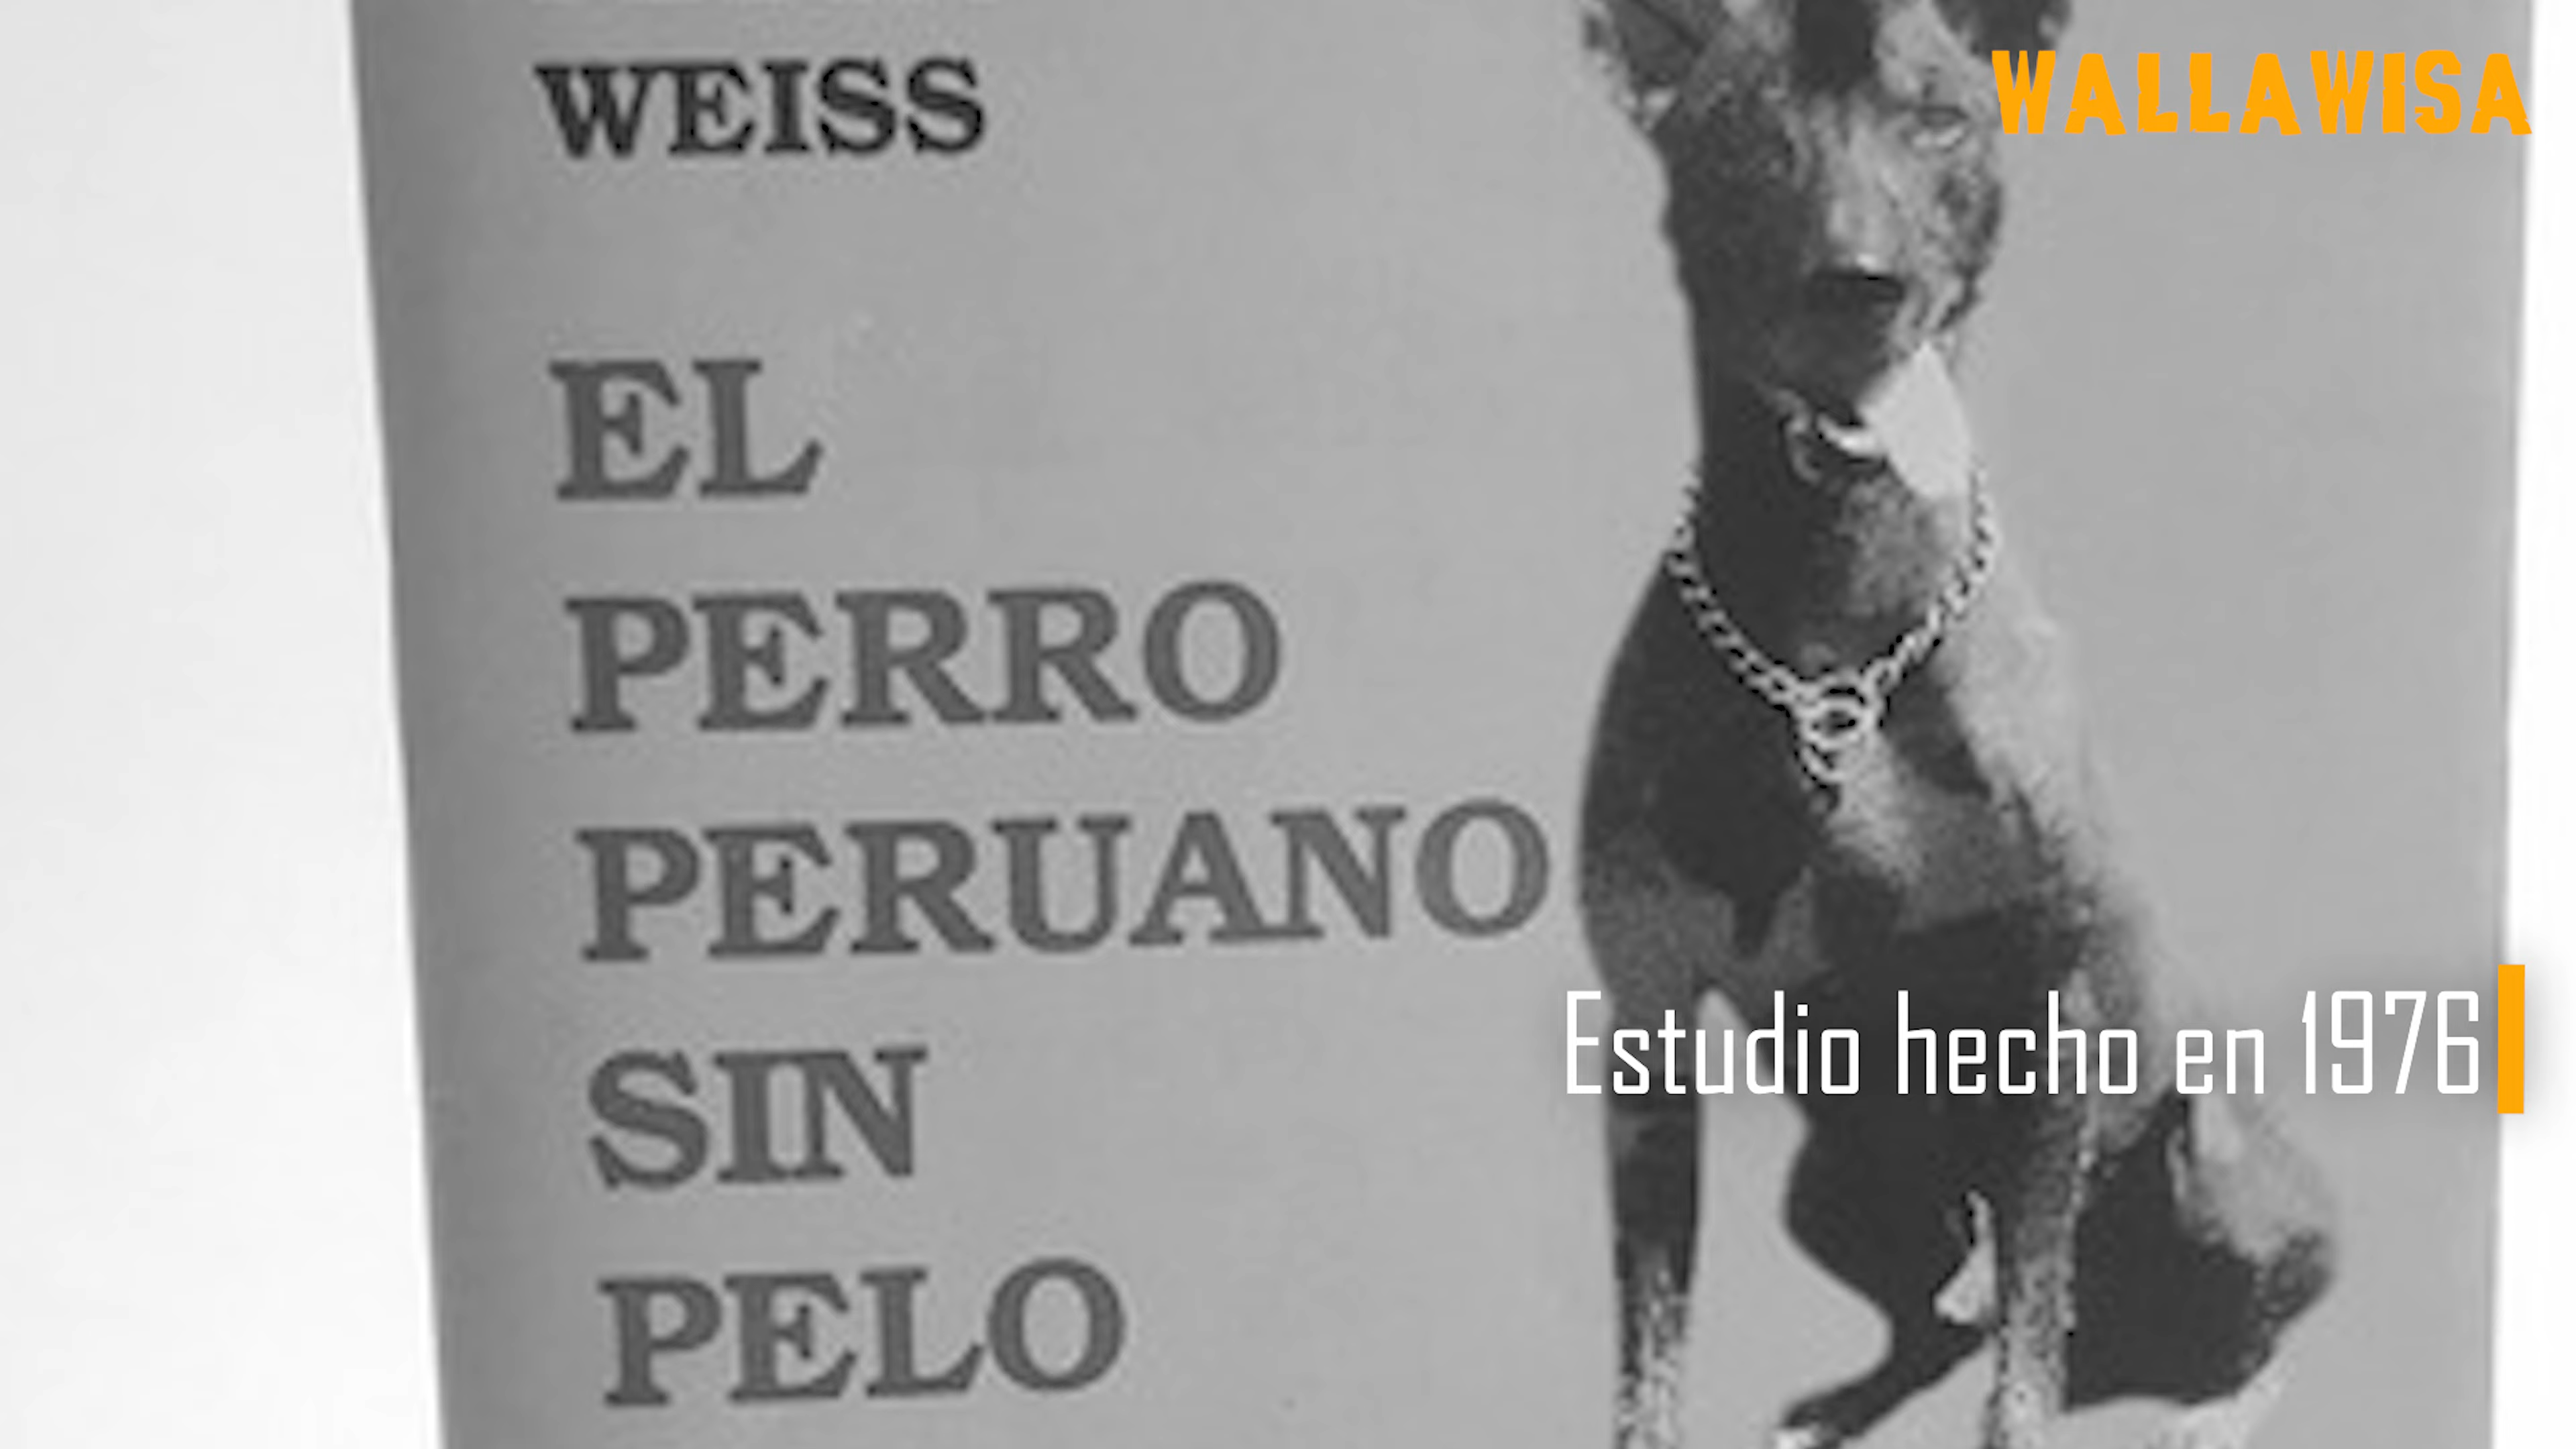 WEISS
WALLAWISA
EL
PERRO
PERUANO
SIN
PELO
Estudio hecho en 1976